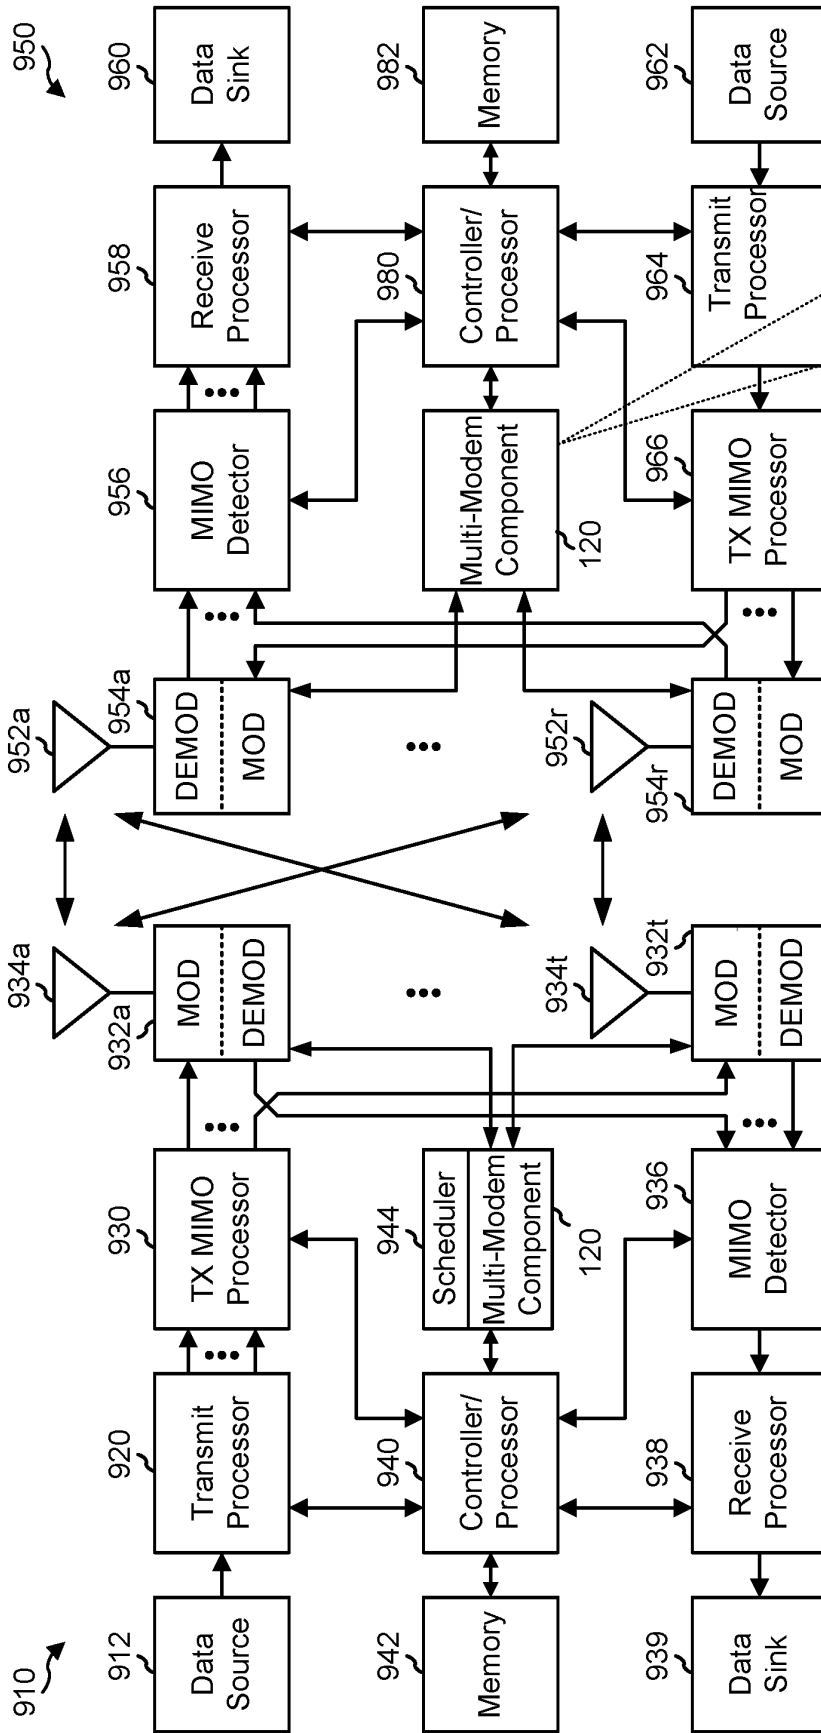 910
950
934a
952a
912
920
930
932a
954a
956
958
960
Data
Source
Transmit
Processor
TX MIMO
Processor
MOD
DEMOD
DEMOD
MOD
MIMO
Detector
Receive
Processor
Data
Sink
942
940
944
980
982
Memory
Controller/
Processor
Scheduler
Multi-Modem
Component
120
Multi-Modem
Component
120
Controller/
Processor
Memory
934t
952r
939
938
936
932t
954r
966
964
962
Data
Sink
Receive
Processor
MIMO
Detector
MOD
DEMOD
DEMOD
MOD
TX MIMO
Processor
Transmit
Processor
Data
Source